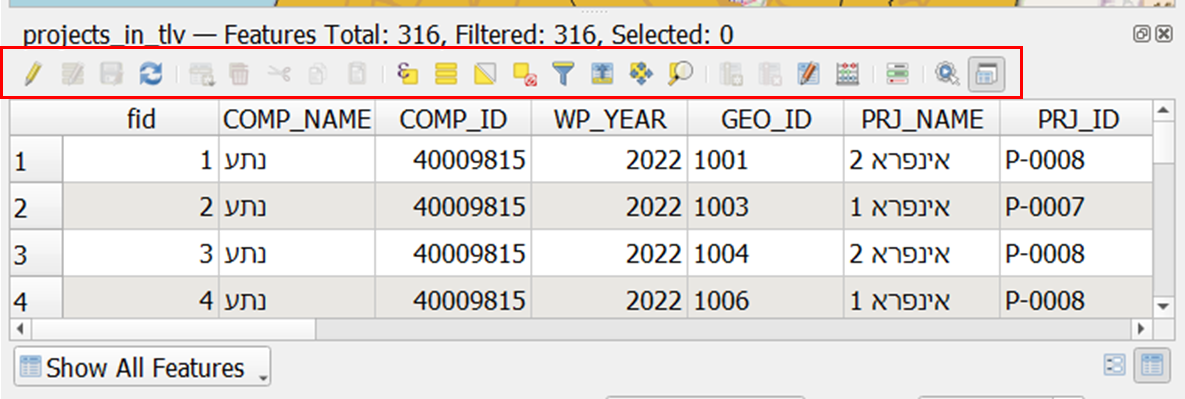 projects_in_tlv — Features Total: 316, Filtered: 316, Selected: 0
fid COMP_NAME COMP_ID WP_YEAR GEO_ID PRJ_NAME PRJ_ID
1 1 נתע 40009815 2022 1001 אינפרא 2 P-0008
2 2 נתע 40009815 2022 1003 אינפרא 1 P-0007
3 3 נתע 40009815 2022 1004 אינפרא 2 P-0008
4 4 נתע 40009815 2022 1006 אינפרא 1 P-0008
Show All Features